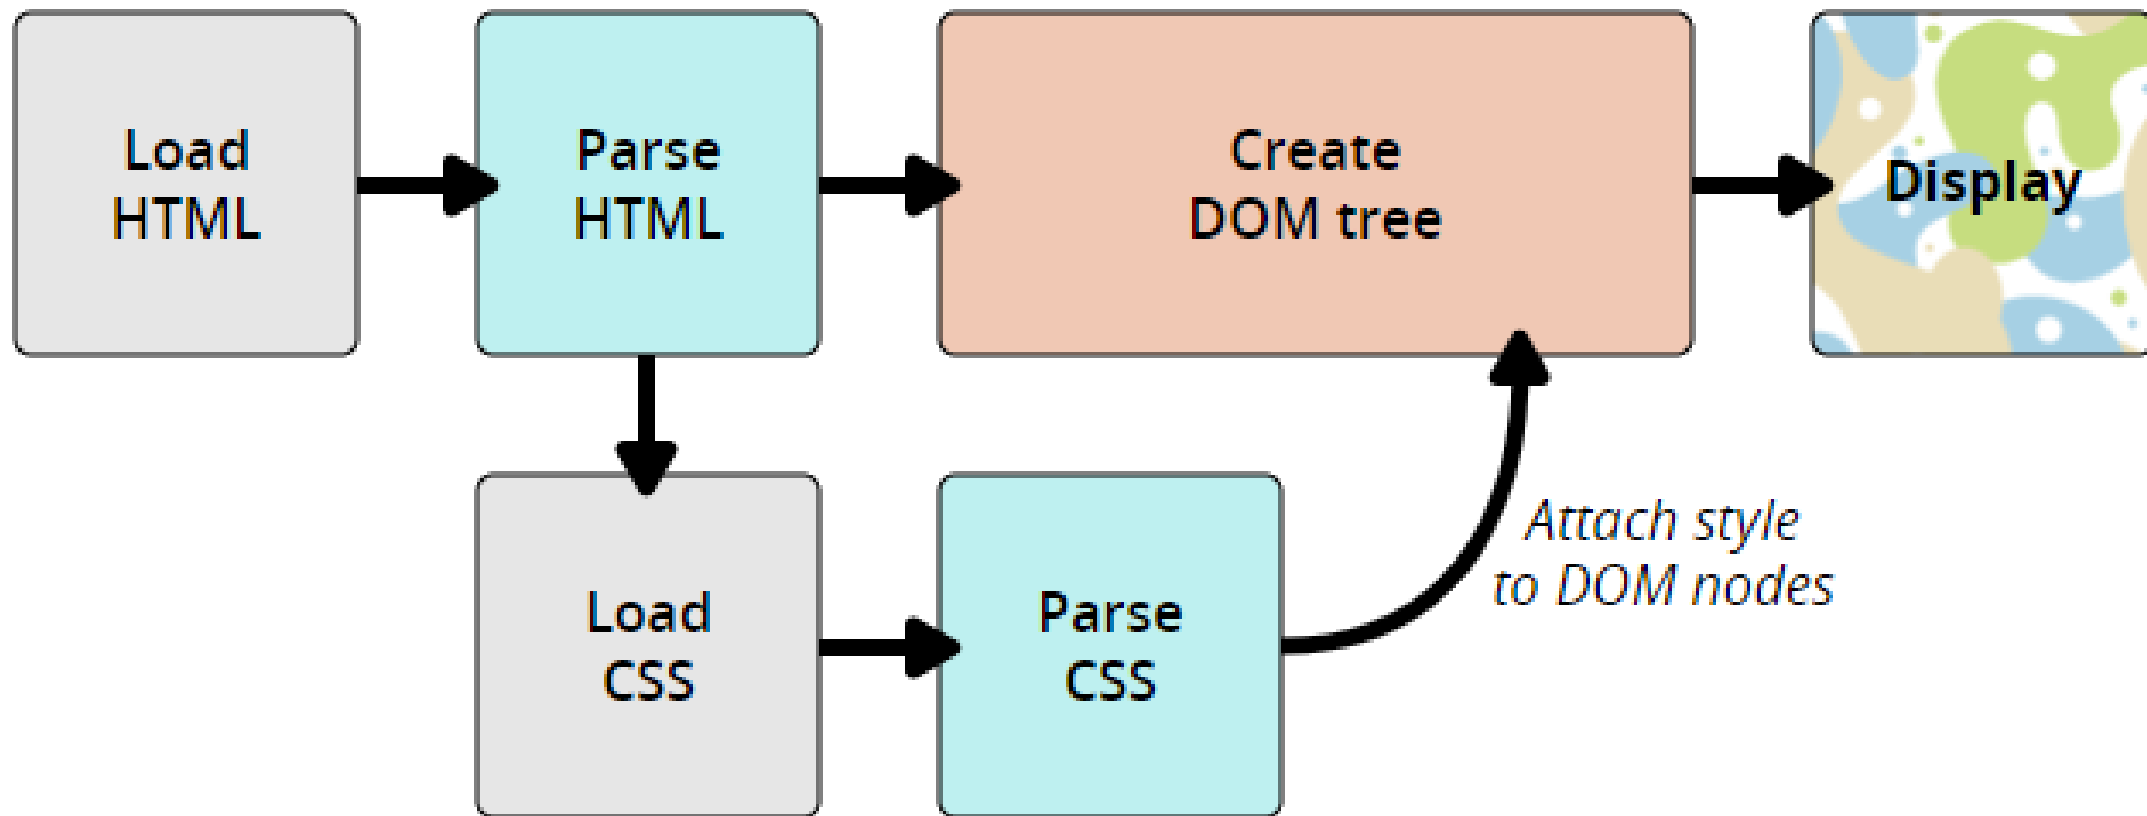 Load
HTML
Parse
HTML
Create
DOM tree
Display
Load
CSS
Parse
CSS
Attach style
to DOM nodes